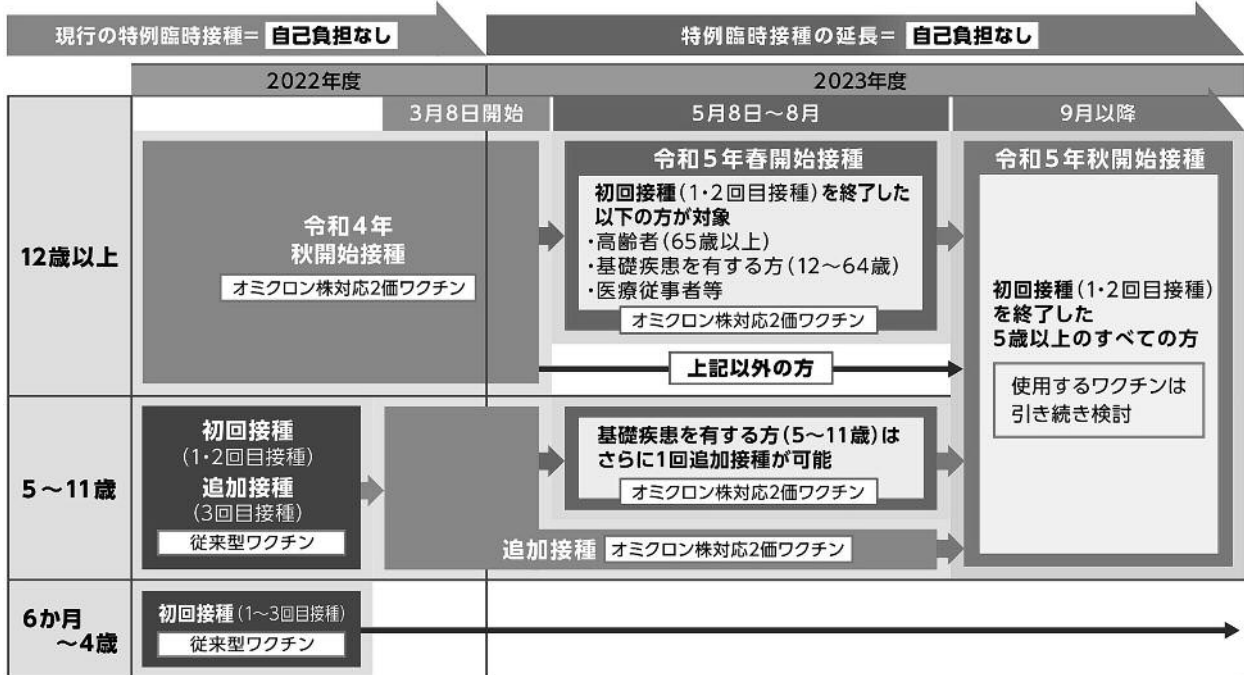 現行の特例臨時接種＝ 自己負担なし
特例臨時接種の延長＝ 自己負担なし
2022年度
2023年度
3月8日開始
5月8日〜8月
9月以降
12歳以上
令和4年
秋開始接種
オミクロン株対応2価ワクチン
令和5年春開始接種
初回接種(1・2回目接種)を終了した
以下の方が対象
・高齢者(65歳以上)
・基礎疾患を有する方(12〜64歳)
・医療従事者等
オミクロン株対応2価ワクチン
上記以外の方
令和5年秋開始接種
初回接種(1・2回目接種)
を終了した
5歳以上のすべての方
使用するワクチンは
引き続き検討
5〜11歳
初回接種
(1・2回目接種)
追加接種
(3回目接種)
従来型ワクチン
基礎疾患を有する方(5〜11歳)は
さらに1回追加接種が可能
オミクロン株対応2価ワクチン
追加接種 オミクロン株対応2価ワクチン
6か月
〜4歳
初回接種(1〜3回目接種)
従来型ワクチン